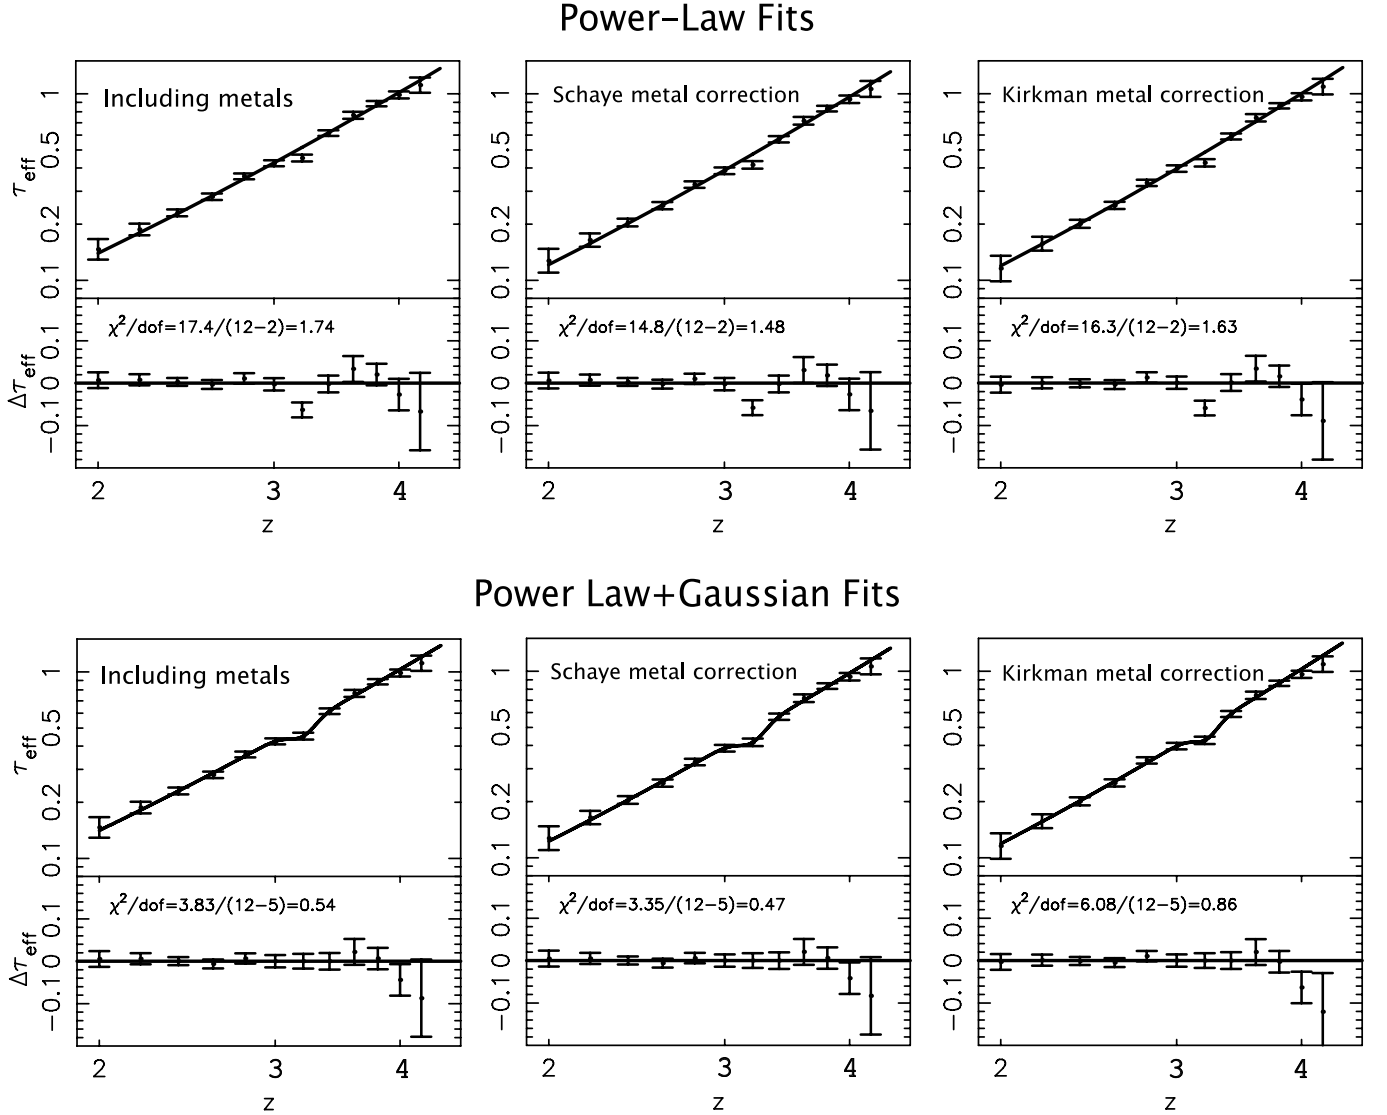 Power-Law Fits
Including metals
Schaye metal correction
Kirkman metal correction
τeff
1
0.5
0.2
0.1
1
0.5
0.2
0.1
1
0.5
0.2
0.1
χ²/dof=17.4/(12-2)=1.74
χ²/dof=14.8/(12-2)=1.48
χ²/dof=16.3/(12-2)=1.63
Δτeff
0.1
0
-0.1
0.1
0
-0.1
0.1
0
-0.1
2 3 4
2 3 4
2 3 4
z
z
z
Power Law+Gaussian Fits
Including metals
Schaye metal correction
Kirkman metal correction
τeff
1
0.5
0.2
0.1
1
0.5
0.2
0.1
1
0.5
0.2
0.1
χ²/dof=3.83/(12-5)=0.54
χ²/dof=3.35/(12-5)=0.47
χ²/dof=6.08/(12-5)=0.86
Δτeff
0.1
0
-0.1
0.1
0
-0.1
0.1
0
-0.1
2 3 4
2 3 4
2 3 4
z
z
z